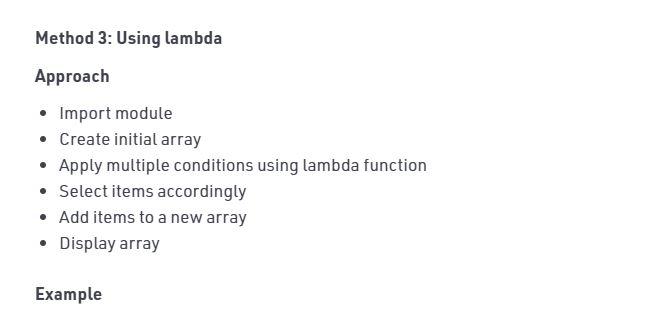 Method 3: Using lambda
Approach
• Import module
• Create initial array
• Apply multiple conditions using lambda function
• Select items accordingly
• Add items to a new array
• Display array
Example